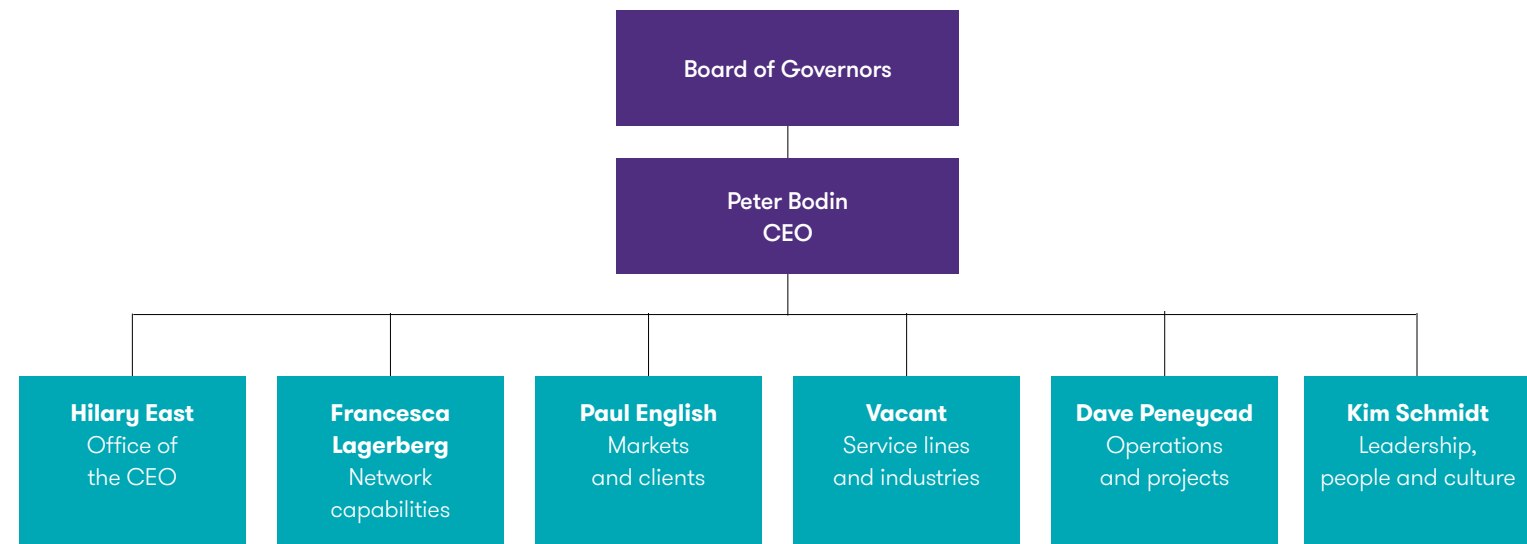 Board of Governors
Peter Bodin
CEO
Hilary East
Office of
the CEO
Francesca
Lagerberg
Network
capabilities
Paul English
Markets
and clients
Vacant
Service lines
and industries
Dave Peneycad
Operations
and projects
Kim Schmidt
Leadership,
people and culture